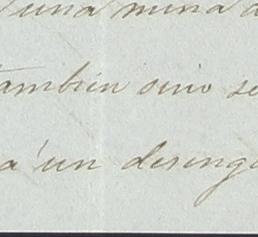 una mina
también sino se
a un desenga